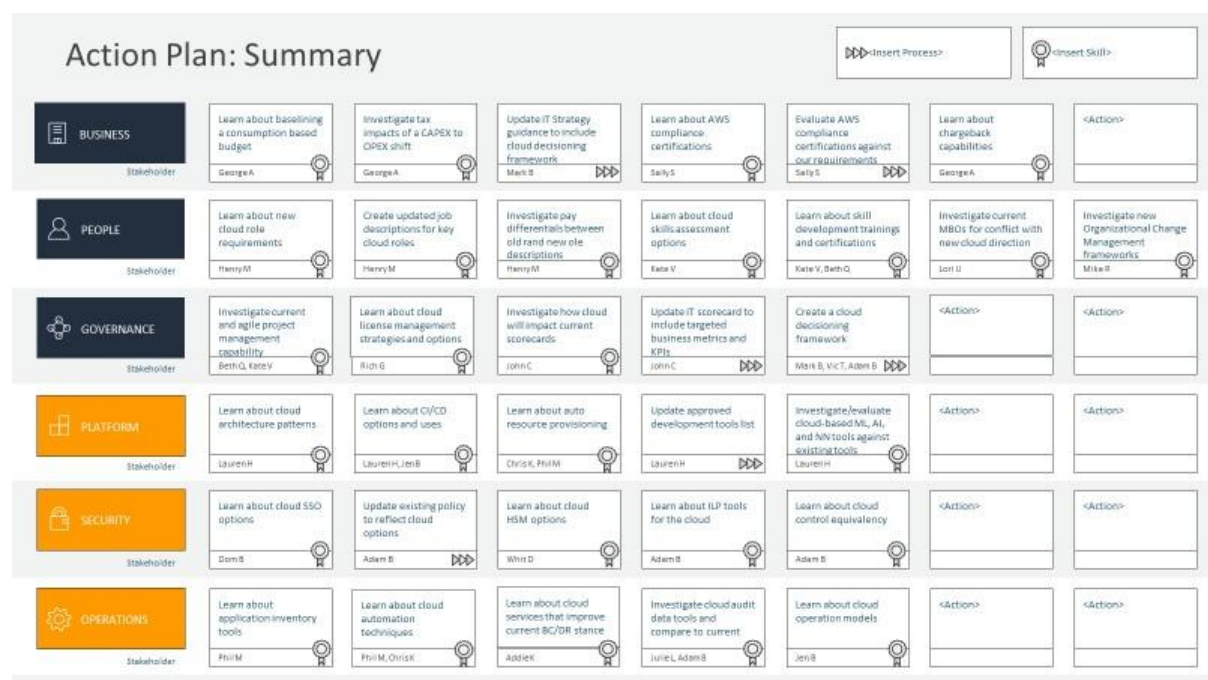 Action Plan: Summary
<Insert Process>
<Insert Skill>
BUSINESS
Stakeholder
Learn about baselining
a consumption based
budget
George A
Investigate tax
impacts of a CAPEX to
OPEX shift
George A
Update IT Strategy
guidance to include
cloud decisioning
framework
Mark B
Learn about AWS
compliance
certifications
Sally S
Evaluate AWS
compliance
certifications against
our requirements
Sally S
Learn about
chargeback
capabilities
George A
<Action>
PEOPLE
Stakeholder
Learn about new
cloud role
requirements
Henry M
Create updated job
descriptions for key
cloud roles
Henry M
Investigate pay
differentials between
old rand new ole
descriptions
Henry M
Learn about cloud
skills assessment
options
Kate V
Learn about skill
development trainings
and certifications
Kate V, Beth Q
Investigate current
MBOs for conflict with
new cloud direction
Investigate new
Organizational Change
Management
frameworks
Mike R
GOVERNANCE
Stakeholder
Investigate current
and agile project
management
capability
Beth Q, Kate V
Learn about cloud
license management
strategies and options
Rich G
Investigate how cloud
will impact current
scorecards
John C
Update IT scorecard to
include targeted
business metrics and
KPIs
John C
Create a cloud
decisioning
framework
Mark B, Vic T, Adam B
<Action>
<Action>
PLATFORM
Stakeholder
Learn about cloud
architecture patterns
Lauren H
Learn about CI/CD
options and uses
Lauren H, Jen B
Learn about auto
resource provisioning
Chris K, Phil M
Update approved
development tools list
Lauren H
Investigate/evaluate
cloud-based ML, AI,
and NN tools against
existing tools
Lauren H
<Action>
<Action>
SECURITY
Stakeholder
Learn about cloud SSO
options
Dom B
Update existing policy
to reflect cloud
options
Adam B
Learn about cloud
HSM options
Whit D
Learn about ILP tools
for the cloud
Adam B
Learn about cloud
control equivalency
Adam B
<Action>
<Action>
OPERATIONS
Stakeholder
Learn about
application inventory
tools
Phil M
Learn about cloud
automation
techniques
Phil M, Chris K
Learn about cloud
services that improve
current BC/DR stance
Addie K
Investigate cloud audit
data tools and
compare to current
Julie L, Adam B
Learn about cloud
operation models
Jen B
<Action>
<Action>